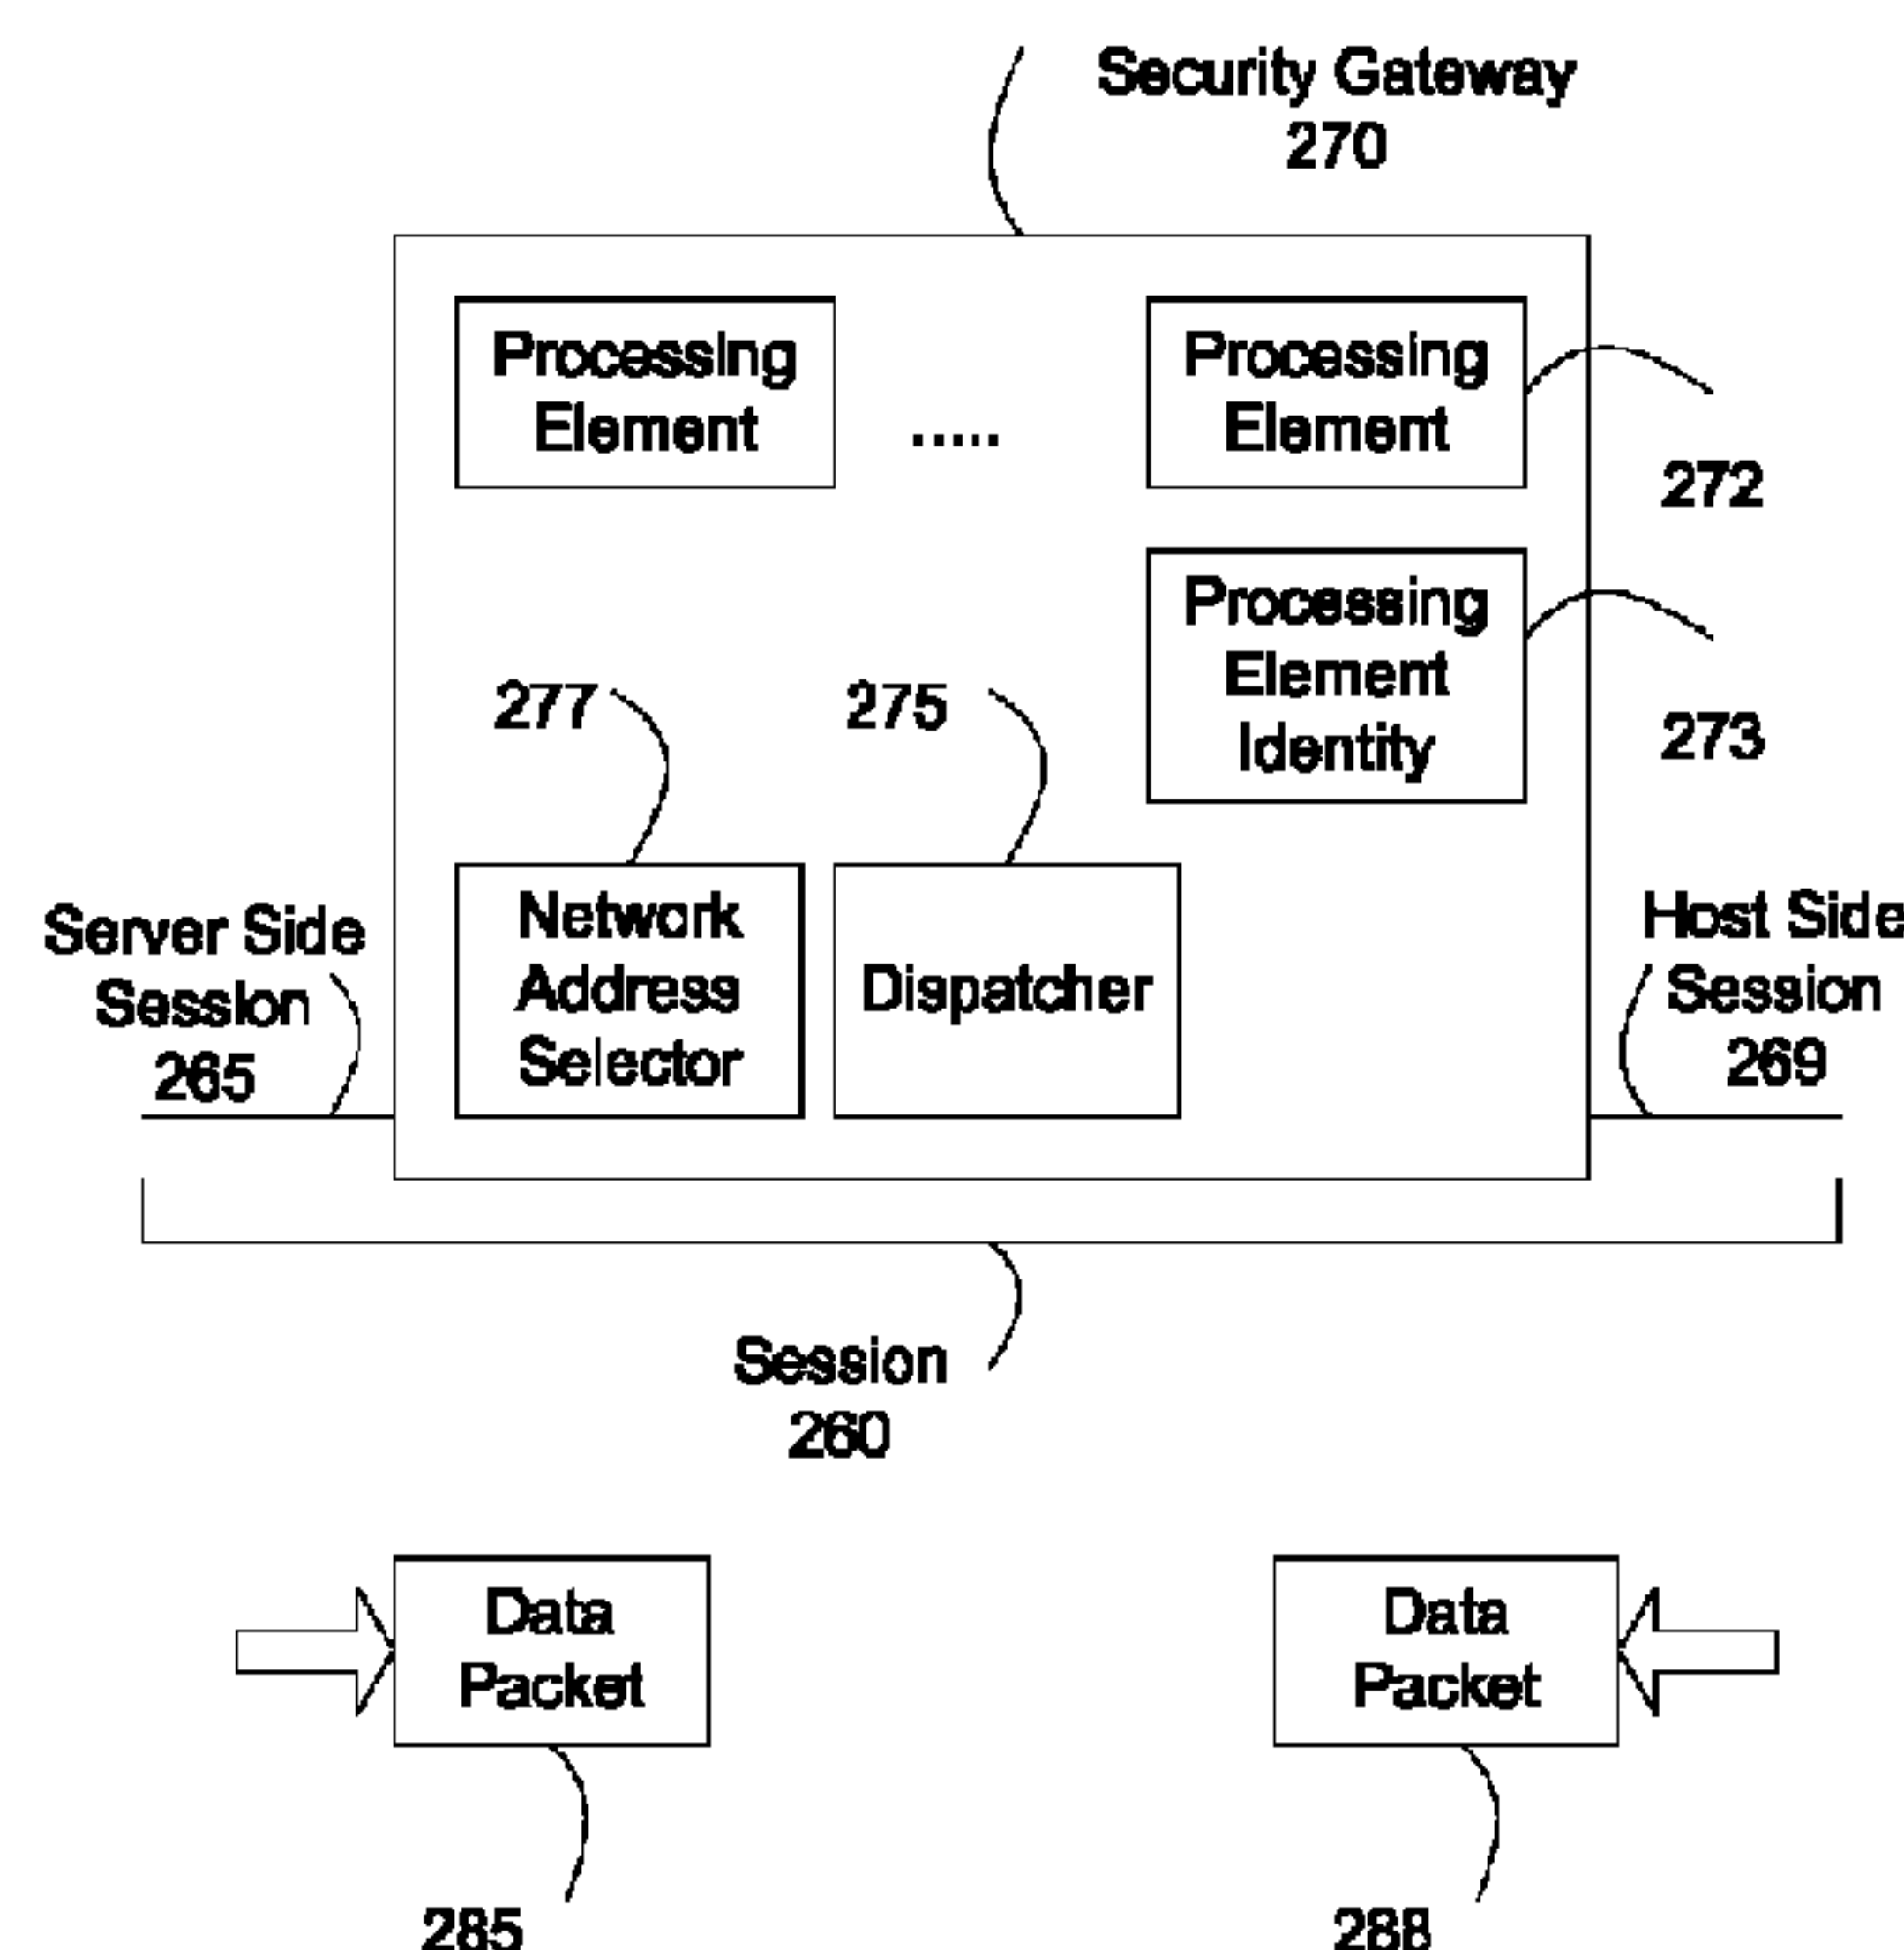 Security Gateway
270
Processing
Element
.....
Processing
Element
272
Processing
Element
Identity
273
277
275
Network
Address
Selector
Dispatcher
Server Side
Session
265
Host Side
Session
269
Session
260
Data
Packet
285
Data
Packet
288